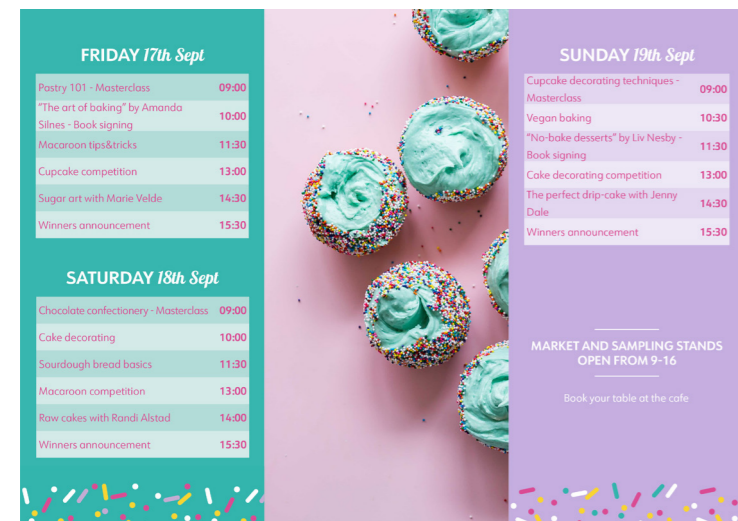 FRIDAY 17th Sept
Pastry 101 - Masterclass 09:00
"The art of baking" by Amanda
Silnes - Book signing 10:00
Macaroon tips&tricks 11:30
Cupcake competition 13:00
Sugar art with Marie Velde 14:30
Winners announcement 15:30
SATURDAY 18th Sept
Chocolate confectionery - Masterclass 09:00
Cake decorating 10:00
Sourdough bread basics 11:30
Macaroon competition 13:00
Raw cakes with Randi Alstad 14:00
Winners announcement 15:30
SUNDAY 19th Sept
Cupcake decorating techniques -
Masterclass 09:00
Vegan baking 10:30
"No-bake desserts" by Liv Nesby -
Book signing 11:30
Cake decorating competition 13:00
The perfect drip-cake with Jenny
Dale 14:30
Winners announcement 15:30
MARKET AND SAMPLING STANDS
OPEN FROM 9-16
Book your table at the cafe